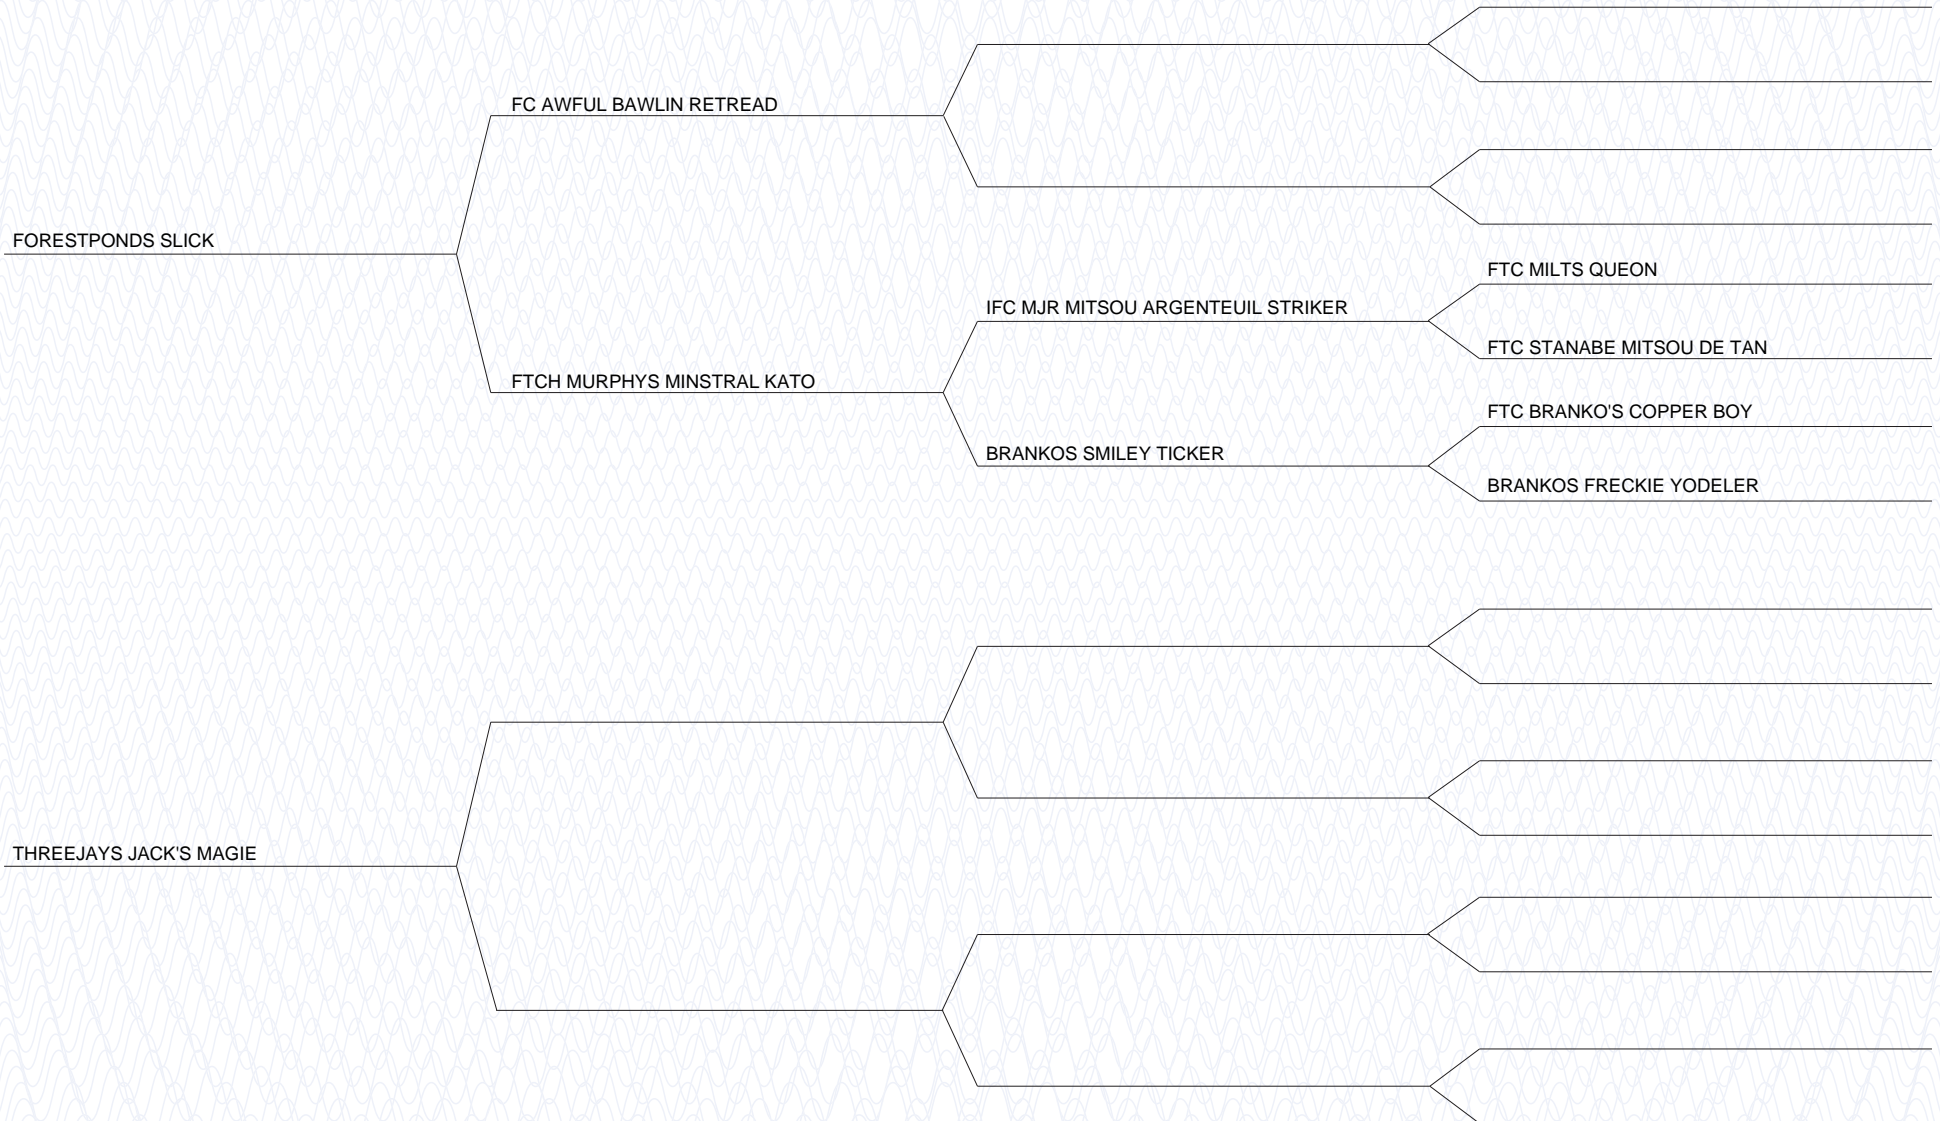 FC AWFUL BAWLIN RETREAD
FORESTPONDS SLICK
FTC MILTS QUEON
IFC MJR MITSOU ARGENTEUIL STRIKER
FTC STANABE MITSOU DE TAN
FTCH MURPHYS MINSTRAL KATO
FTC BRANKO'S COPPER BOY
BRANKOS SMILEY TICKER
BRANKOS FRECKIE YODELER
THREEJAYS JACK'S MAGIE